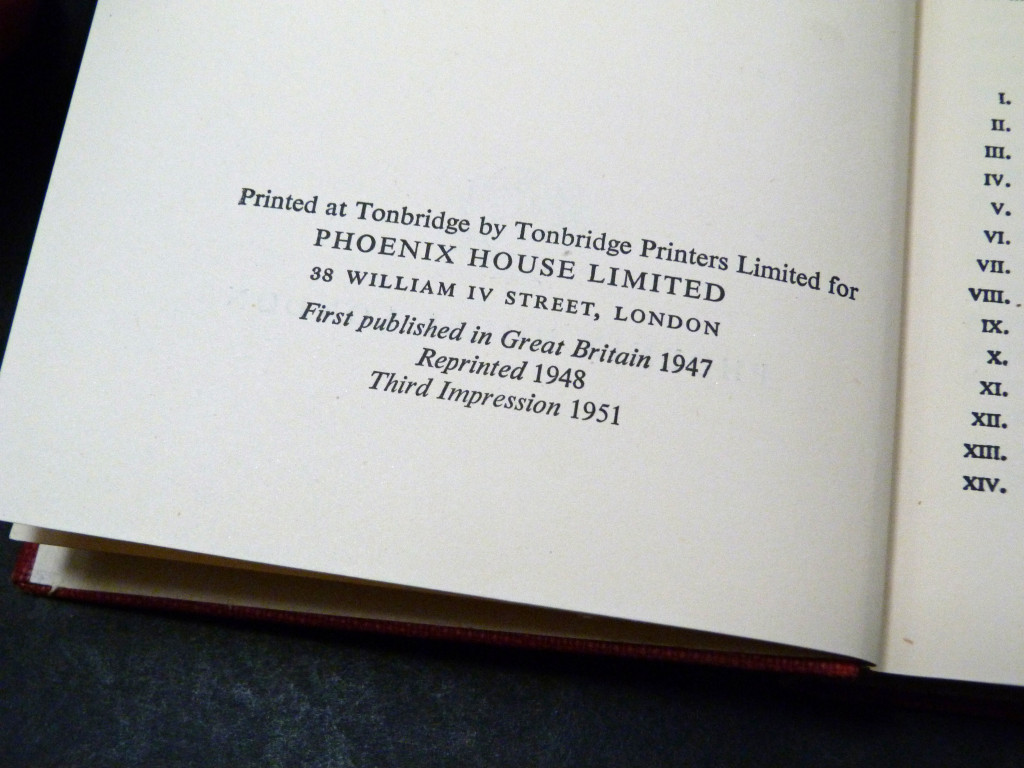 Printed at Tonbridge by Tonbridge Printers Limited for
PHOENIX HOUSE LIMITED
38 WILLIAM IV STREET, LONDON
First published in Great Britain 1947
Reprinted 1948
Third Impression 1951
I.
II.
III.
IV.
V.
VI.
VII.
VIII.
IX.
X.
XI.
XII.
XIII.
XIV.